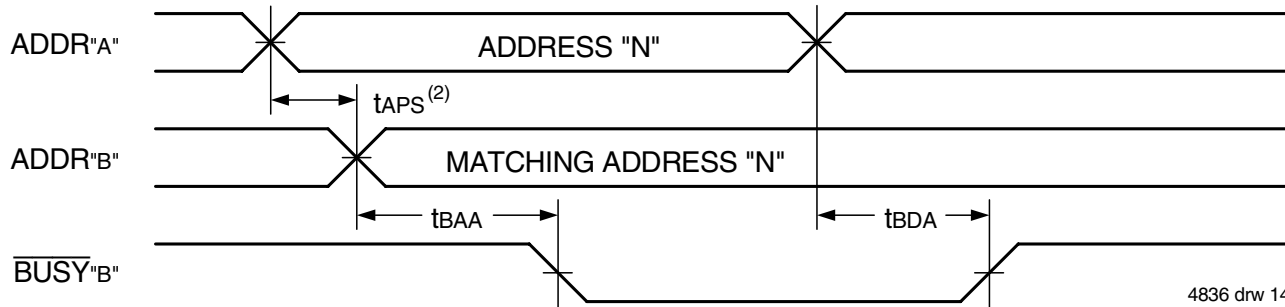 ADDR"A"
ADDRESS "N"
tAPS(2)
ADDR"B"
MATCHING ADDRESS "N"
tBAA
tBDA
BUSY"B"
4836 drw 14